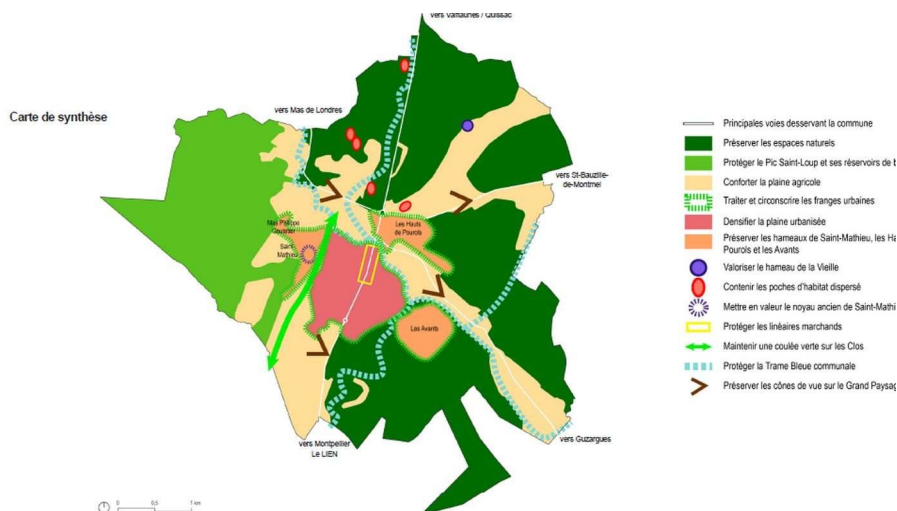 vers Valflaunès / Quissac
Carte de synthèse
vers Mas de Londres
vers St-Bauzille-
de-Montmel
Mas Philippe
Gourdier
Saint-
Mathieu
Les Hauts
de Pourols
Les Avants
vers Montpellier
Le LIEN
vers Guzargues
0 0,5 1 km
Principales voies desservant la commune
Préserver les espaces naturels
Protéger le Pic Saint-Loup et ses réservoirs de b
Conforter la plaine agricole
Traiter et circonscrire les franges urbaines
Densifier la plaine urbanisée
Préserver les hameaux de Saint-Mathieu, les Ha
Pourols et les Avants
Valoriser le hameau de la Vieille
Contenir les poches d'habitat dispersé
Mettre en valeur le noyau ancien de Saint-Mathi
Protéger les linéaires marchands
Maintenir une coulée verte sur les Clos
Protéger la Trame Bleue communale
Préserver les cônes de vue sur le Grand Paysag